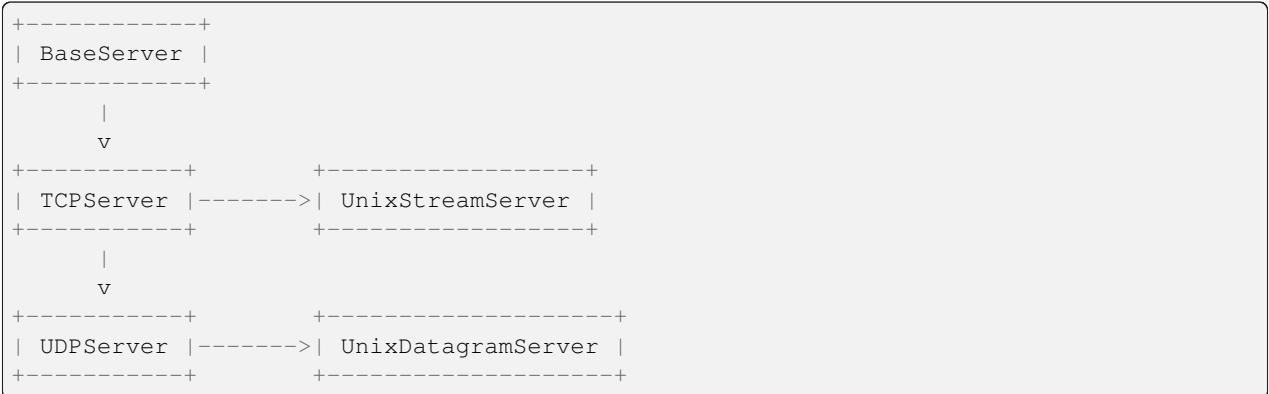 +------------+
| BaseServer |
+------------+
      |
      v
+-----------+        +------------------+
| TCPServer |------->| UnixStreamServer |
+-----------+        +------------------+
      |
      v
+-----------+        +--------------------+
| UDPServer |------->| UnixDatagramServer |
+-----------+        +--------------------+